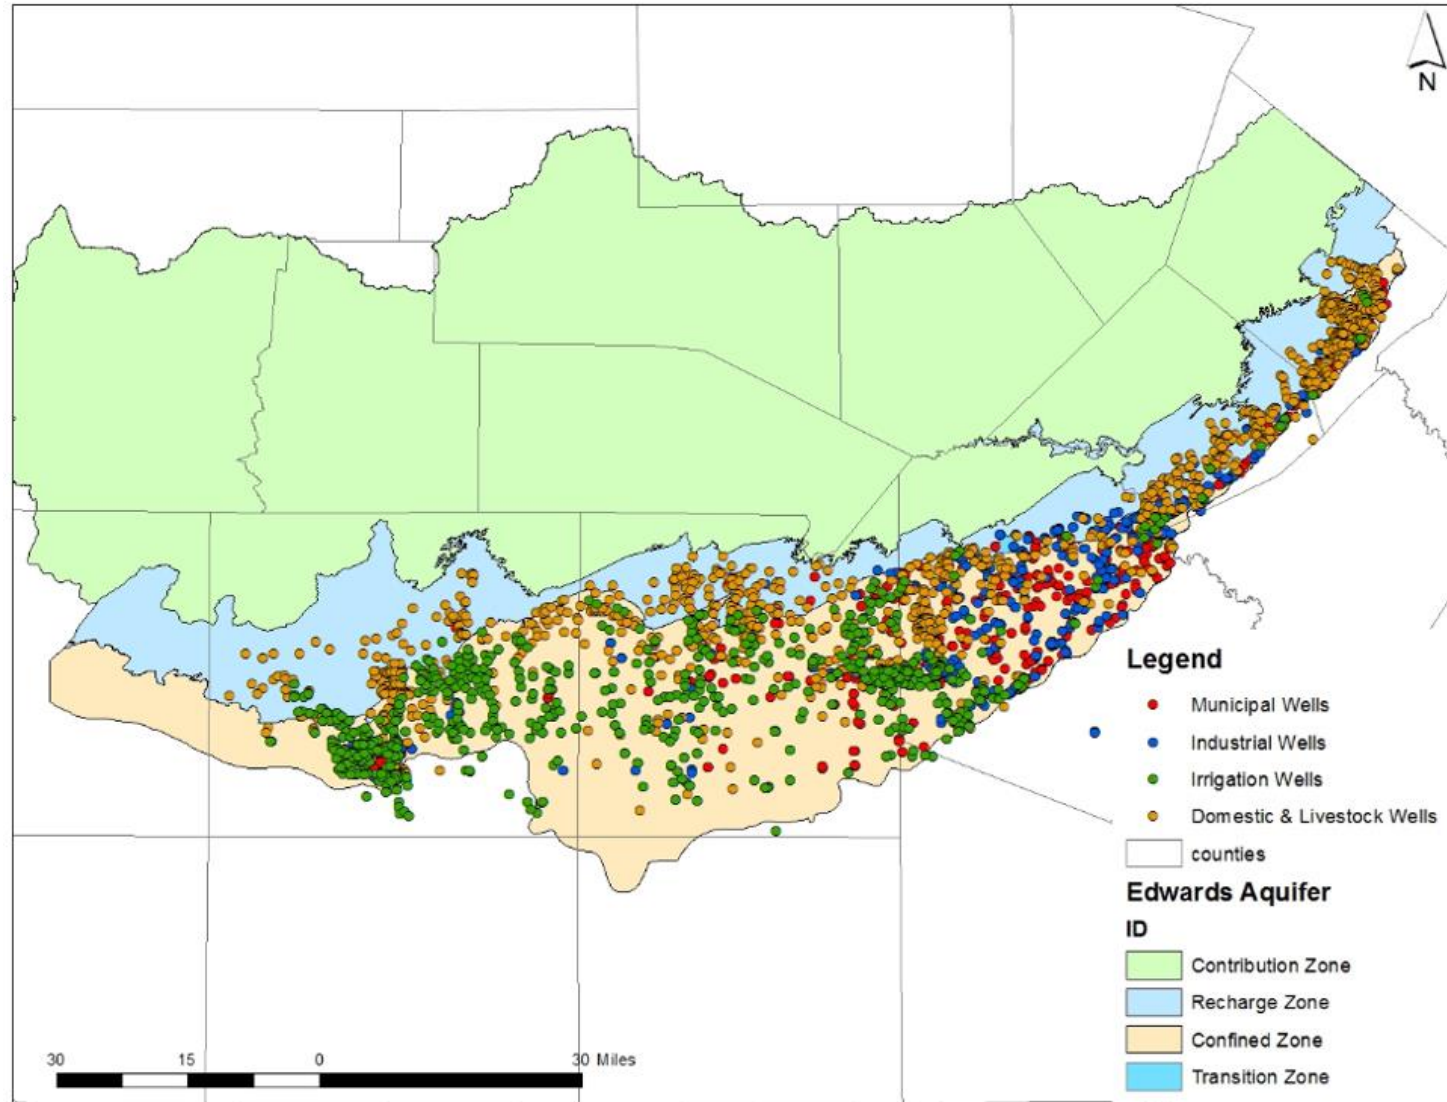 N
Legend
Municipal Wells
Industrial Wells
Irrigation Wells
Domestic & Livestock Wells
counties
Edwards Aquifer
ID
Contribution Zone
Recharge Zone
Confined Zone
Transition Zone
30 15 0 30 Miles